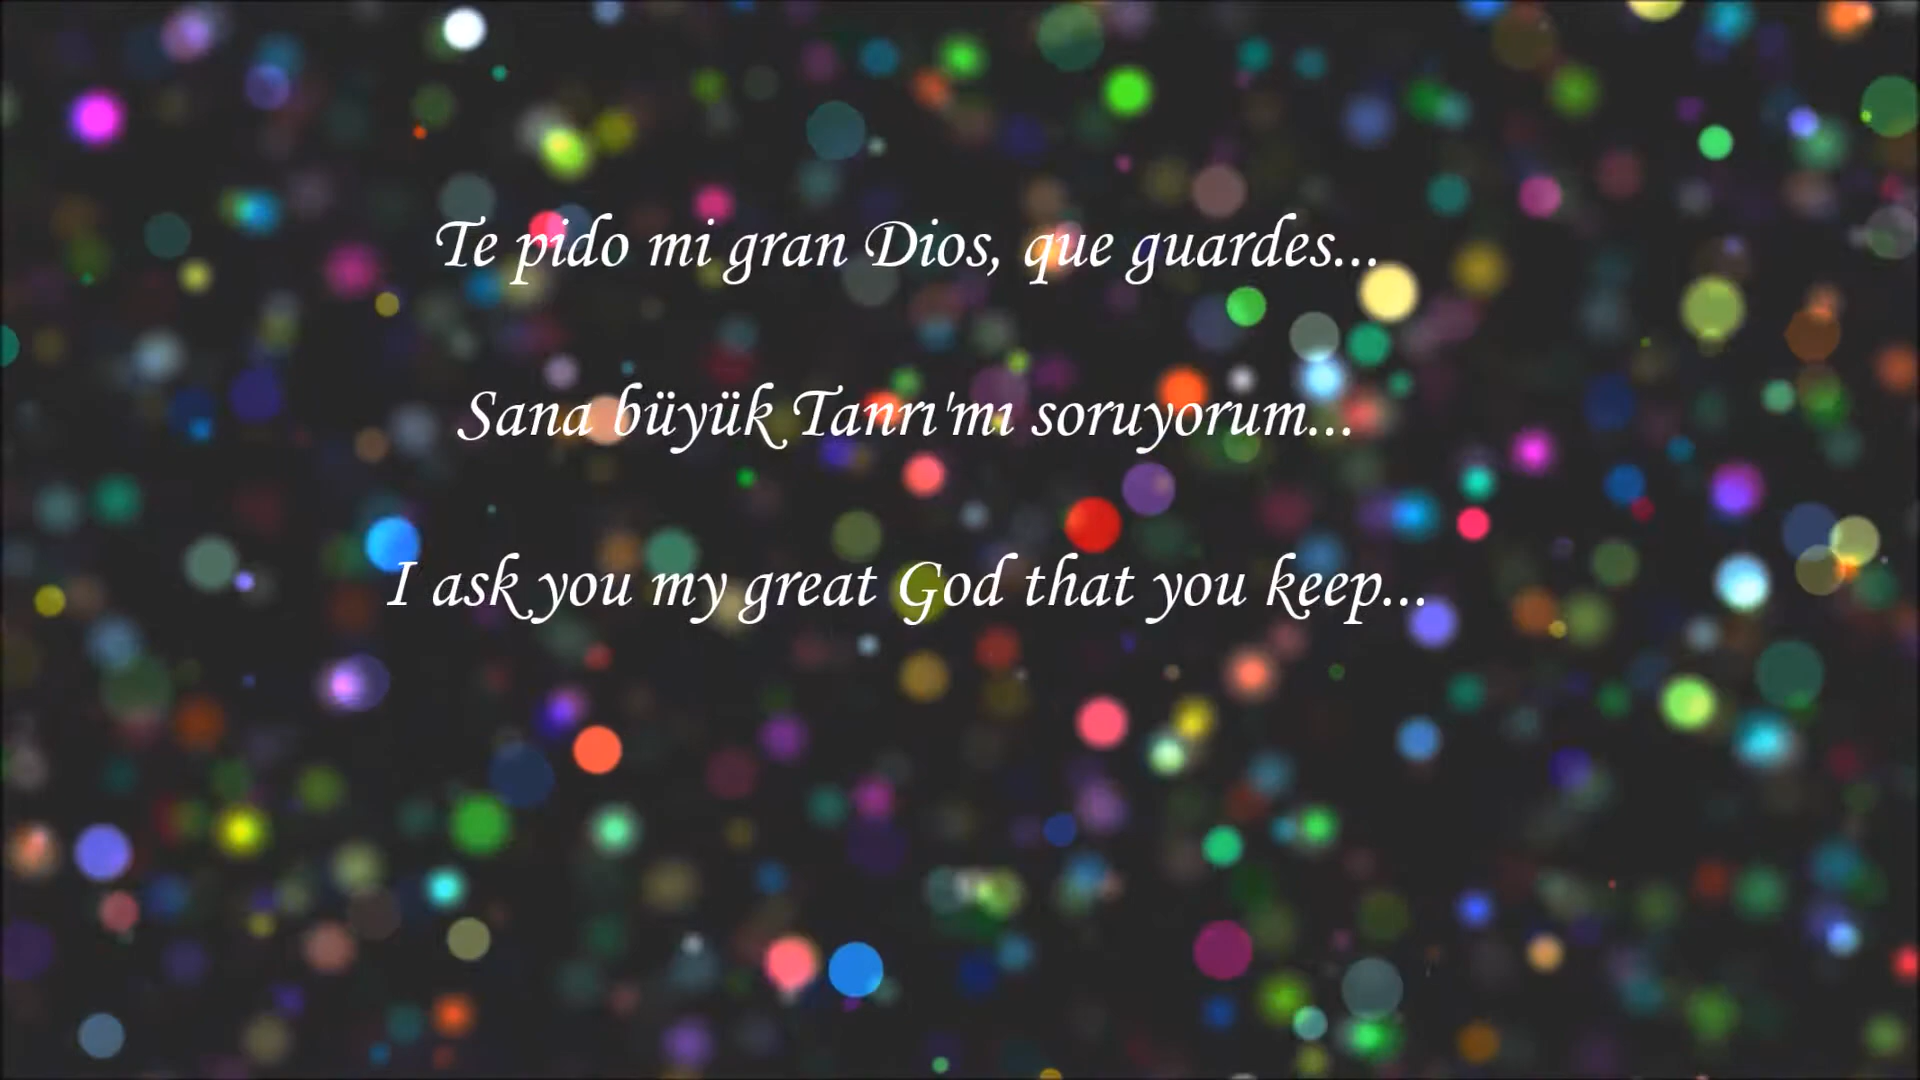 Te pido mi gran Dios, que guardes...
Sana büyük Tanrı'mı soruyorum...
I ask you my great God that you keep...